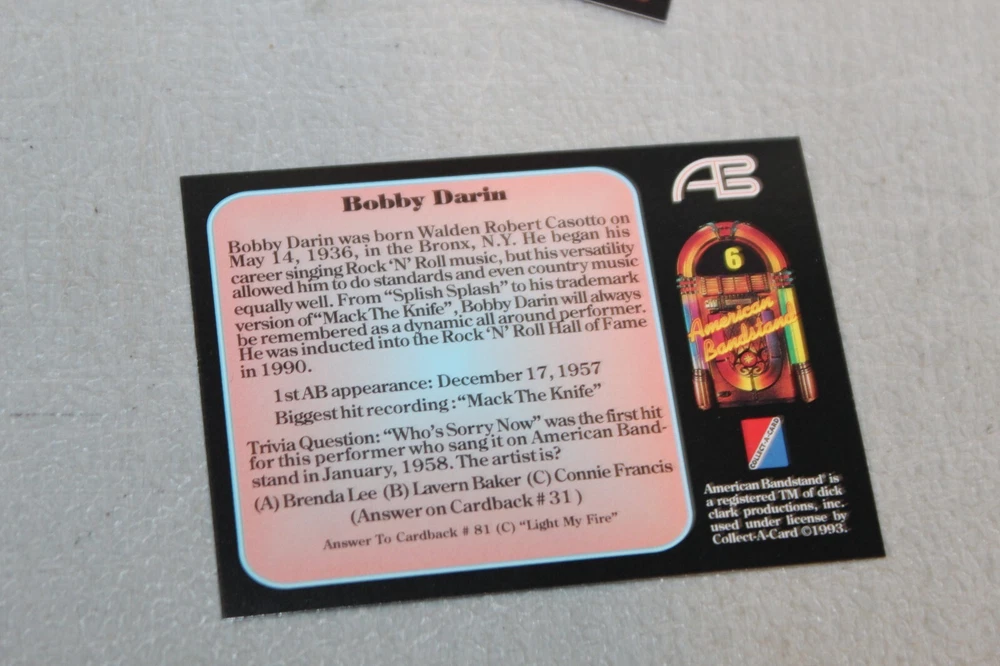 Bobby Darin
Bobby Darin was born Walden Robert Casotto on
May 14, 1936, in the Bronx, N.Y. He began his
career singing Rock 'N' Roll music, but his versatility
allowed him to do standards and even country music
equally well. From "Splish Splash" to his trademark
version of "Mack The Knife", Bobby Darin will always
be remembered as a dynamic all around performer.
He was inducted into the Rock 'N' Roll Hall of Fame
in 1990.
1st AB appearance: December 17, 1957
Biggest hit recording: "Mack The Knife"
Trivia Question: "Who's Sorry Now" was the first hit
for this performer who sang it on American Band-
stand in January, 1958. The artist is?
(A) Brenda Lee (B) Lavern Baker (C) Connie Francis
(Answer on Cardback # 31)
Answer To Cardback # 81 (C) "Light My Fire"
AB
6
American
Bandstand
COLLECT-A-CARD
American Bandstand® is
a registered TM of dick
clark productions, inc.
used under license by
Collect-A-Card ©1993.